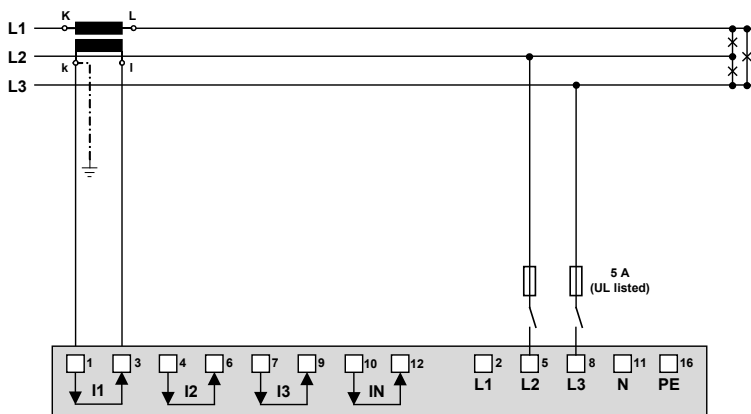 K L
L1
L2
k l
L3
5 A
(UL listed)
1 3 4 6 7 9 10 12 2 5 8 11 16
I1 I2 I3 IN L1 L2 L3 N PE